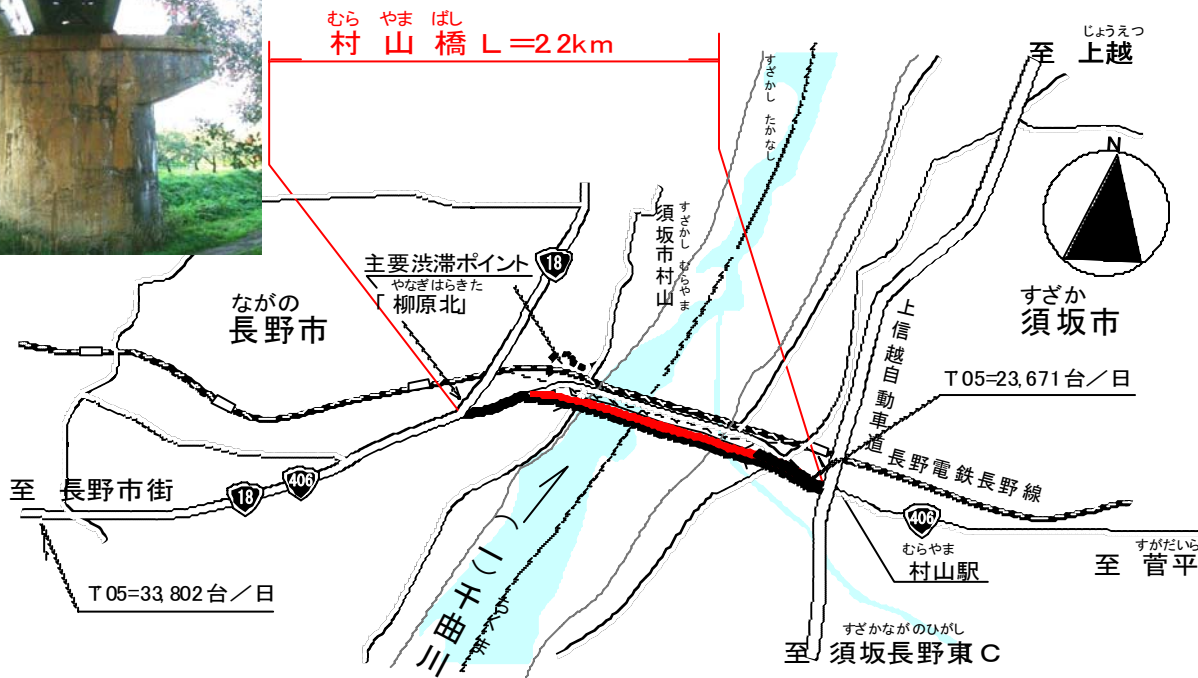 むら やま ばし
村山橋 L=22km
じょうえつ
至 上越
N
すざかし たかなし
すざかし むらやま
須坂市村山
主要渋滞ポイント
やなぎはらきた
「柳原北」
18
ながの
長野市
すざか
須坂市
上信越自動車道
T05=23,671台/日
長野電鉄長野線
至 長野市街
18
406
406
むらやま
村山駅
すがだいら
至 菅平
T05=33,802台/日
(一)千曲川
ちくま
すざかながのひがし
至 須坂長野東IC